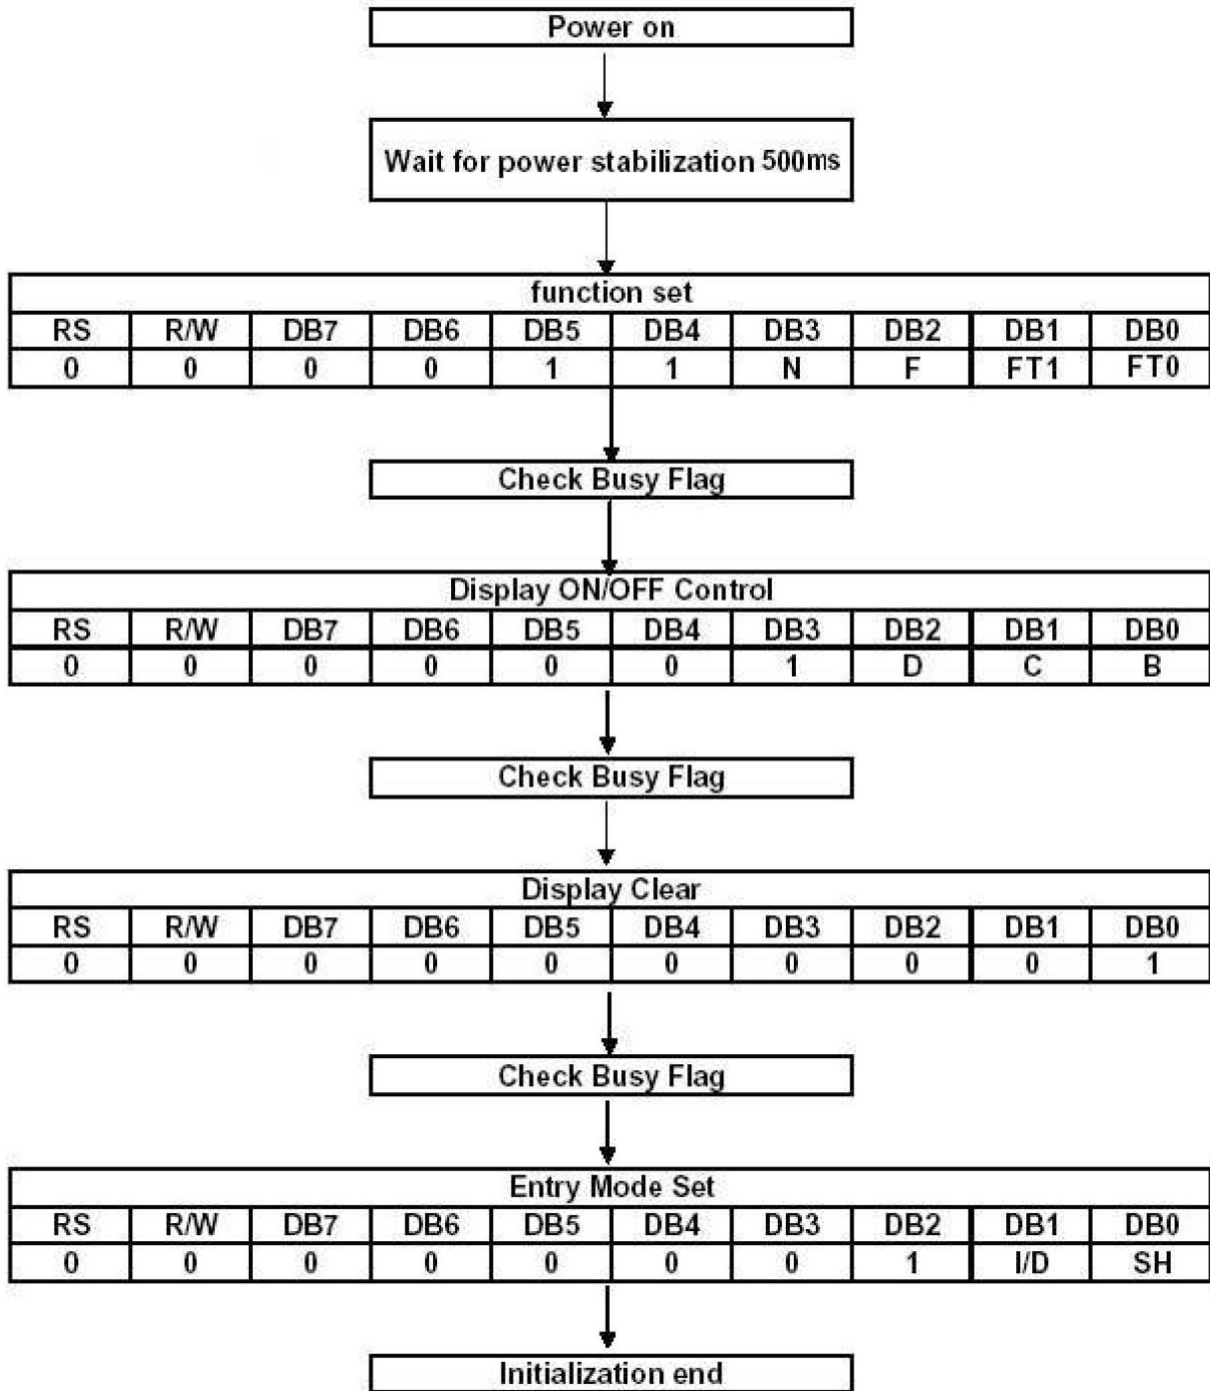 Power on
Wait for power stabilization 500ms
function set
RS R/W DB7 DB6 DB5 DB4 DB3 DB2 DB1 DB0
0 0 0 0 1 1 N F FT1 FT0
Check Busy Flag
Display ON/OFF Control
RS R/W DB7 DB6 DB5 DB4 DB3 DB2 DB1 DB0
0 0 0 0 0 0 1 D C B
Check Busy Flag
Display Clear
RS R/W DB7 DB6 DB5 DB4 DB3 DB2 DB1 DB0
0 0 0 0 0 0 0 0 0 1
Check Busy Flag
Entry Mode Set
RS R/W DB7 DB6 DB5 DB4 DB3 DB2 DB1 DB0
0 0 0 0 0 0 0 1 I/D SH
Initialization end